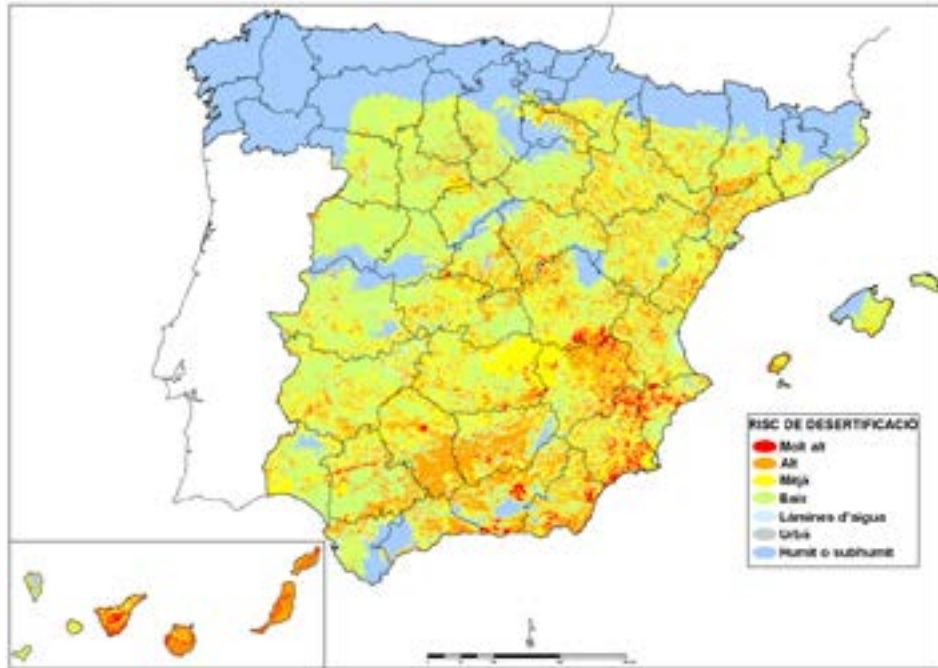 RISC DE DESERTIFICACIÓ
Molt alt
Alt
Mitjà
Baix
Làmines d'aigua
Urbà
Humit o subhumit